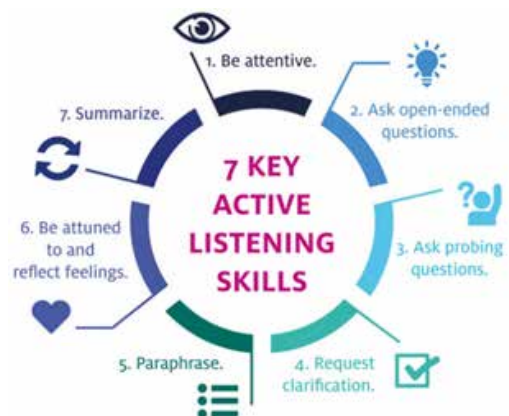 1. Be attentive.
2. Ask open-ended
questions.
3. Ask probing
questions.
4. Request
clarification.
5. Paraphrase.
6. Be attuned
to and
reflect feelings.
7. Summarize.
7 KEY
ACTIVE
LISTENING
SKILLS